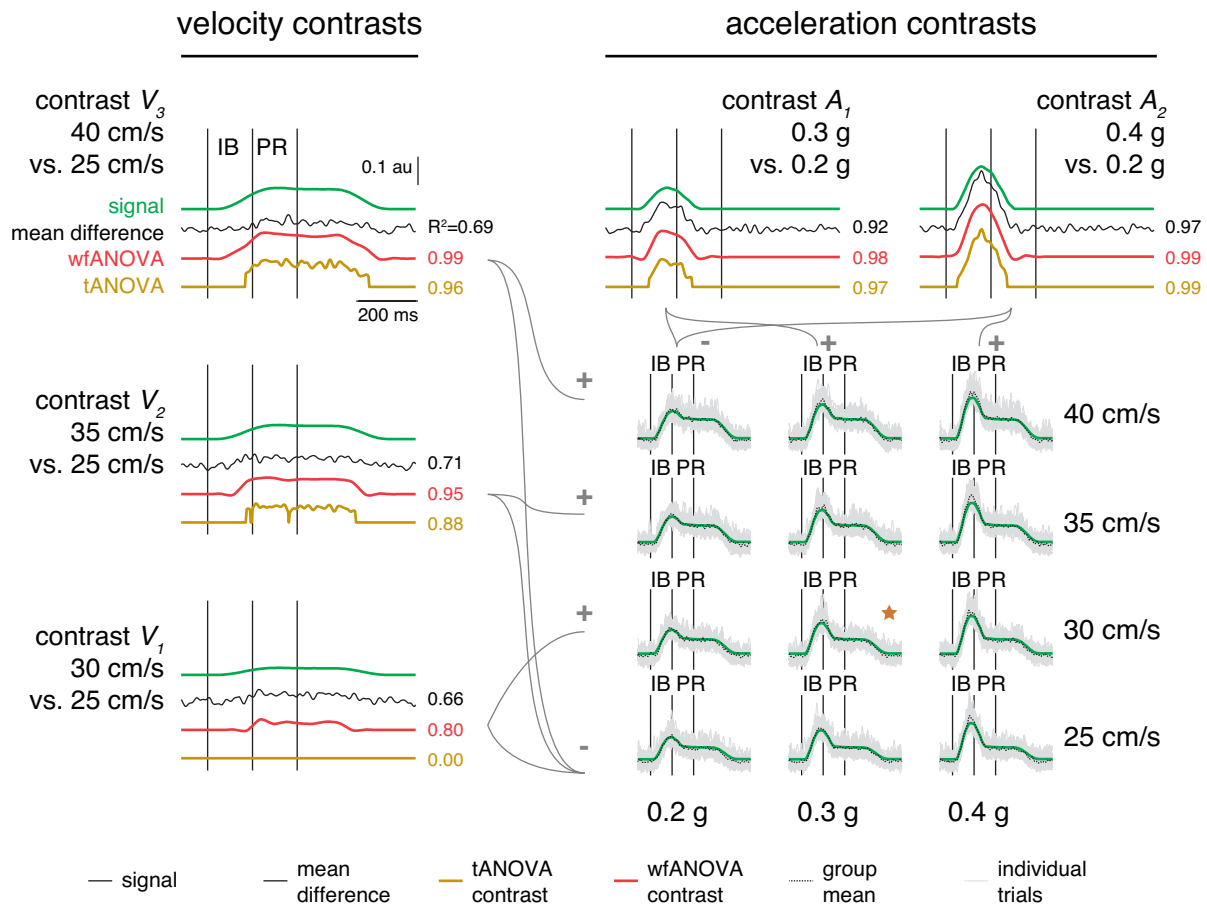 velocity contrasts
acceleration contrasts
contrast V3
40 cm/s
vs. 25 cm/s
IB PR
0.1 au
signal
mean difference
wfANOVA
tANOVA
R²=0.69
0.99
0.96
200 ms
contrast A1
0.3 g
vs. 0.2 g
0.92
0.98
0.97
contrast A2
0.4 g
vs. 0.2 g
0.97
0.99
0.99
contrast V2
35 cm/s
vs. 25 cm/s
0.71
0.95
0.88
contrast V1
30 cm/s
vs. 25 cm/s
0.66
0.80
0.00
- + +
+
+
+
-
IB PR IB PR IB PR
40 cm/s
IB PR IB PR IB PR
35 cm/s
IB PR IB PR IB PR
30 cm/s
IB PR IB PR IB PR
25 cm/s
0.2 g 0.3 g 0.4 g
signal
mean
difference
tANOVA
contrast
wfANOVA
contrast
group
mean
individual
trials